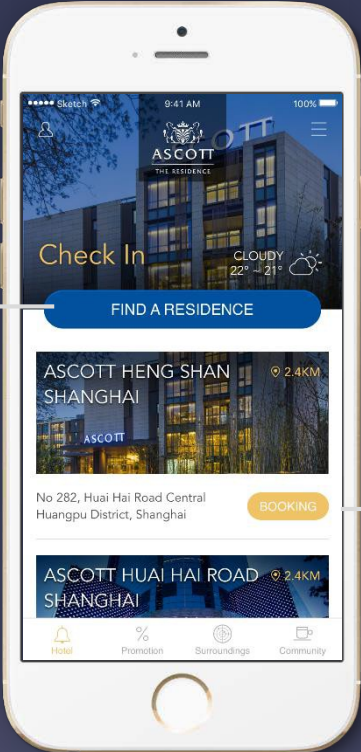 Sketch 9:41 AM 100%
ASCOTT
ASCOTT
THE RESIDENCE
Check In
CLOUDY
22° ~ 21°
FIND A RESIDENCE
ASCOTT HENG SHAN
SHANGHAI
2.4KM
ASCOTT
No 282, Huai Hai Road Central
Huangpu District, Shanghai
BOOKING
ASCOTT HUAI HAI ROAD
SHANGHAI
2.4KM
Hotel Promotion Surroundings Community